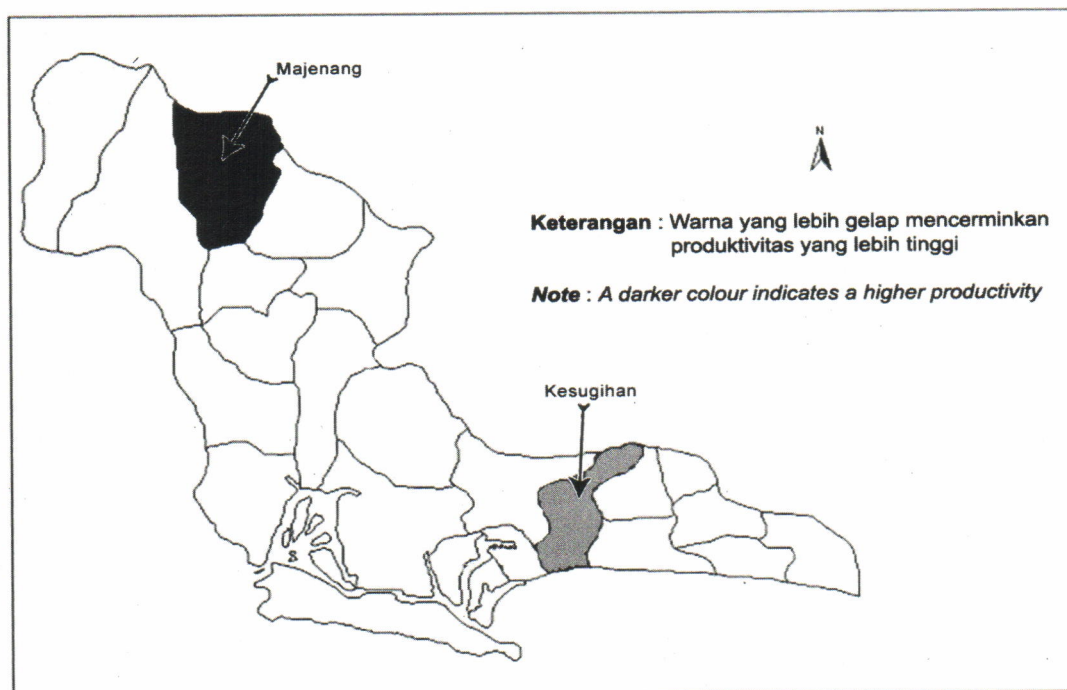 Majenang
N
Keterangan : Warna yang lebih gelap mencerminkan
produktivitas yang lebih tinggi
Note : A darker colour indicates a higher productivity
Kesugihan